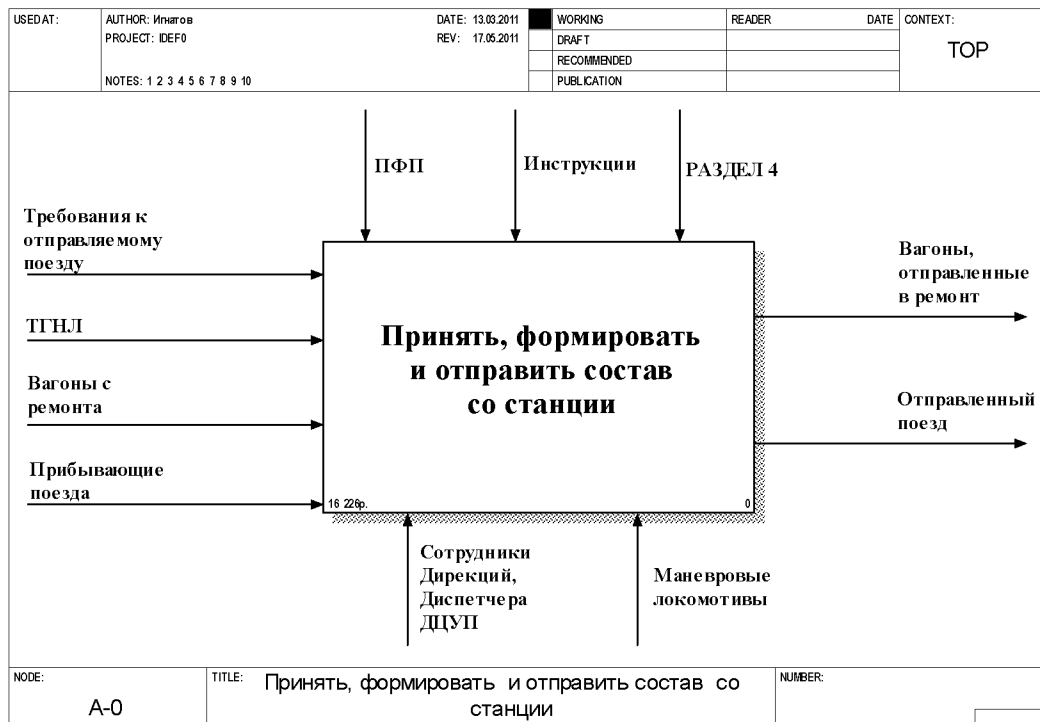 USED AT:
AUTHOR: Игнатов
DATE: 13.03.2011
PROJECT: IDEF0
REV: 17.05.2011
NOTES: 1 2 3 4 5 6 7 8 9 10
WORKING
DRAFT
RECOMMENDED
PUBLICATION
READER
DATE
CONTEXT:
TOP
ПФП
Инструкции
РАЗДЕЛ 4
Требования к
отправляемому
поезду
ТГНЛ
Вагоны с
ремонта
Прибывающие
поезда
Принять, формировать
и отправить состав
со станции
16 226р.
0
Вагоны,
отправленные
в ремонт
Отправленный
поезд
Сотрудники
Дирекций,
Диспетчера
ДЦУП
Маневровые
локомотивы
NODE:
A-0
TITLE:
Принять, формировать и отправить состав со
станции
NUMBER: